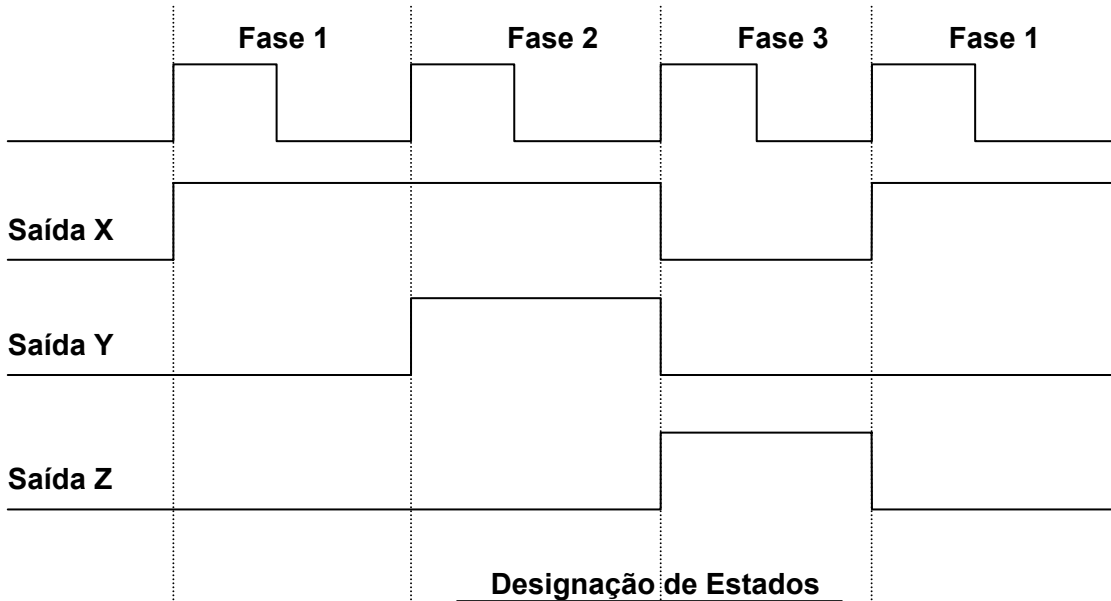 Fase 1 Fase 2 Fase 3 Fase 1
Saída X
Saída Y
Saída Z
Designação de Estados